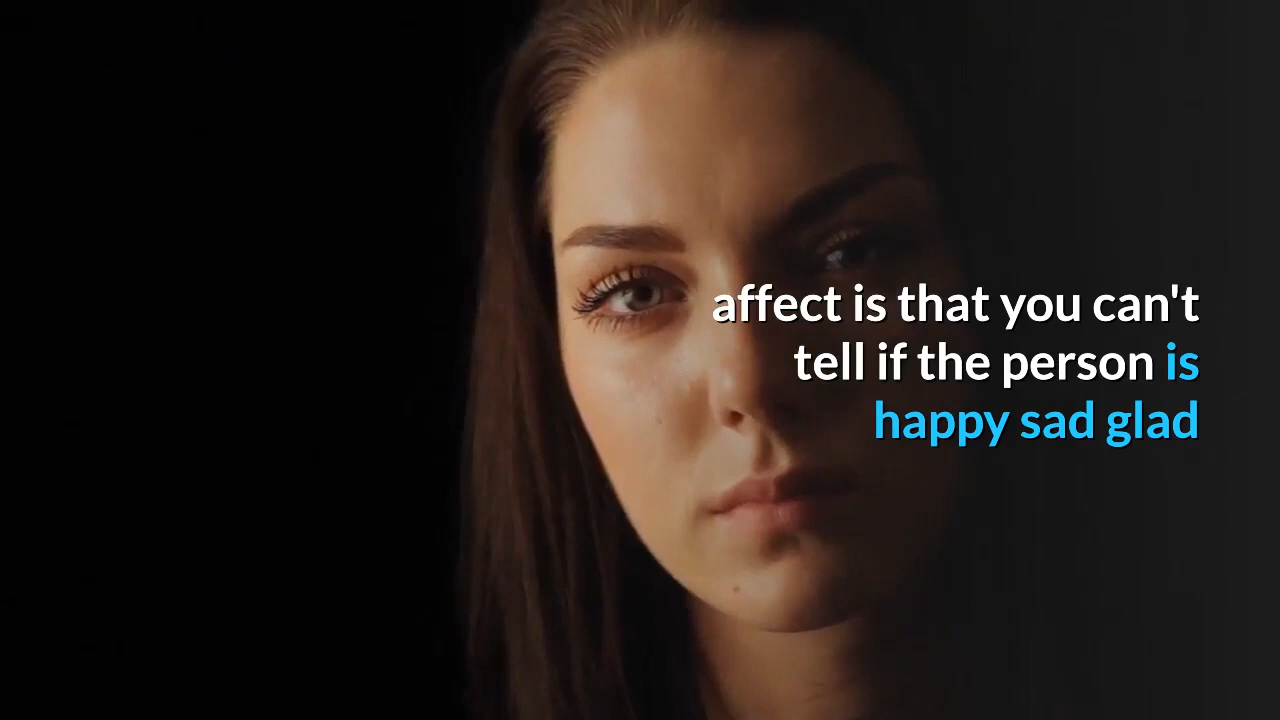 affect is that you can't
tell if the person is
happy sad glad